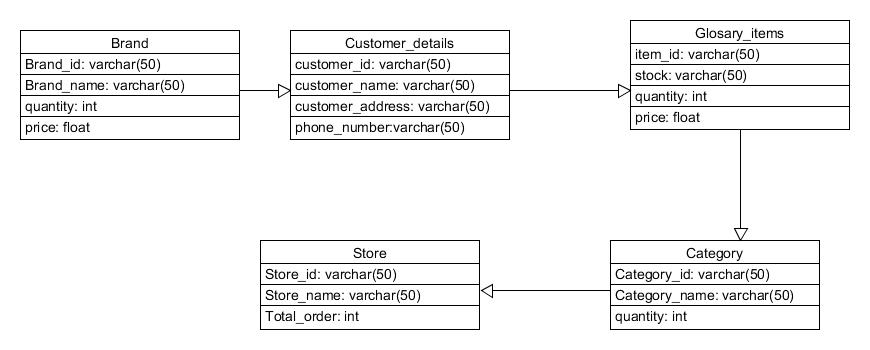 Brand
Brand_id: varchar(50)
Brand_name: varchar(50)
quantity: int
price: float
Customer_details
customer_id: varchar(50)
customer_name: varchar(50)
customer_address: varchar(50)
phone_number:varchar(50)
Glosary_items
item_id: varchar(50)
stock: varchar(50)
quantity: int
price: float
Store
Store_id: varchar(50)
Store_name: varchar(50)
Total_order: int
Category
Category_id: varchar(50)
Category_name: varchar(50)
quantity: int